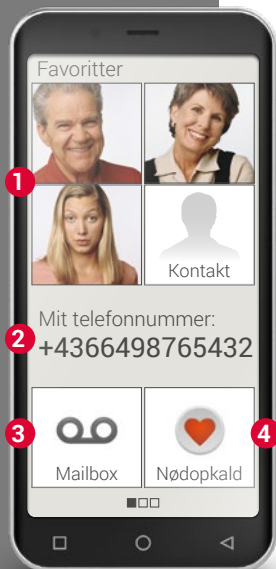 Favoritter
1
Kontakt
Mit telefonnummer:
2
+4366498765432
3
4
Mailbox
Nødopkald